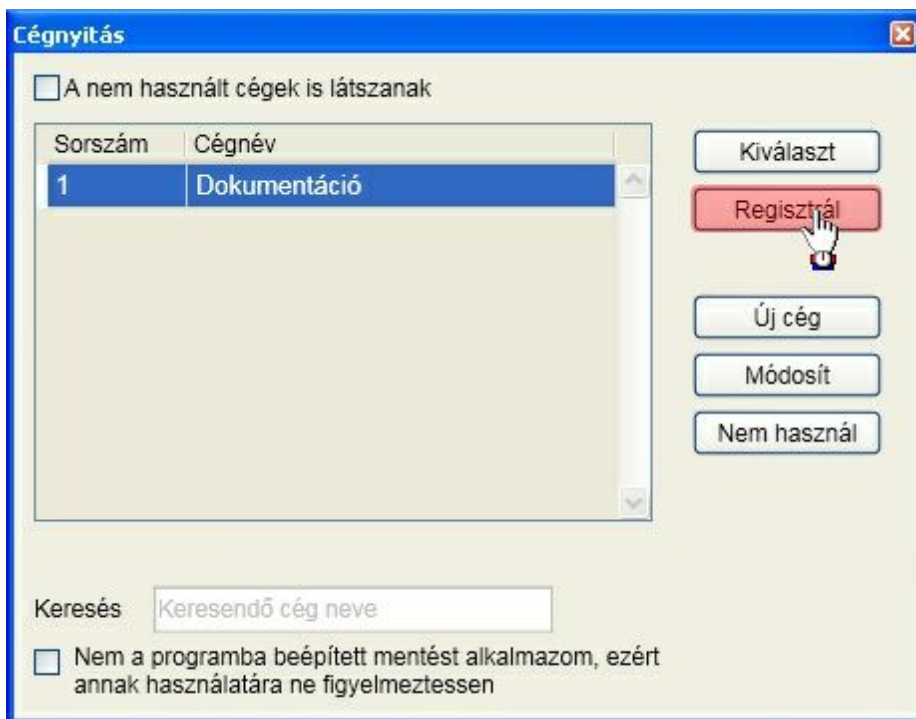 Cégnyitás
A nem használt cégek is látszanak
Sorszám Cégnév
1 Dokumentáció
Kiválaszt
Regisztrál
Új cég
Módosít
Nem használ
Keresés Keresendő cég neve
Nem a programba beépített mentést alkalmazom, ezért
annak használatára ne figyelmeztessen